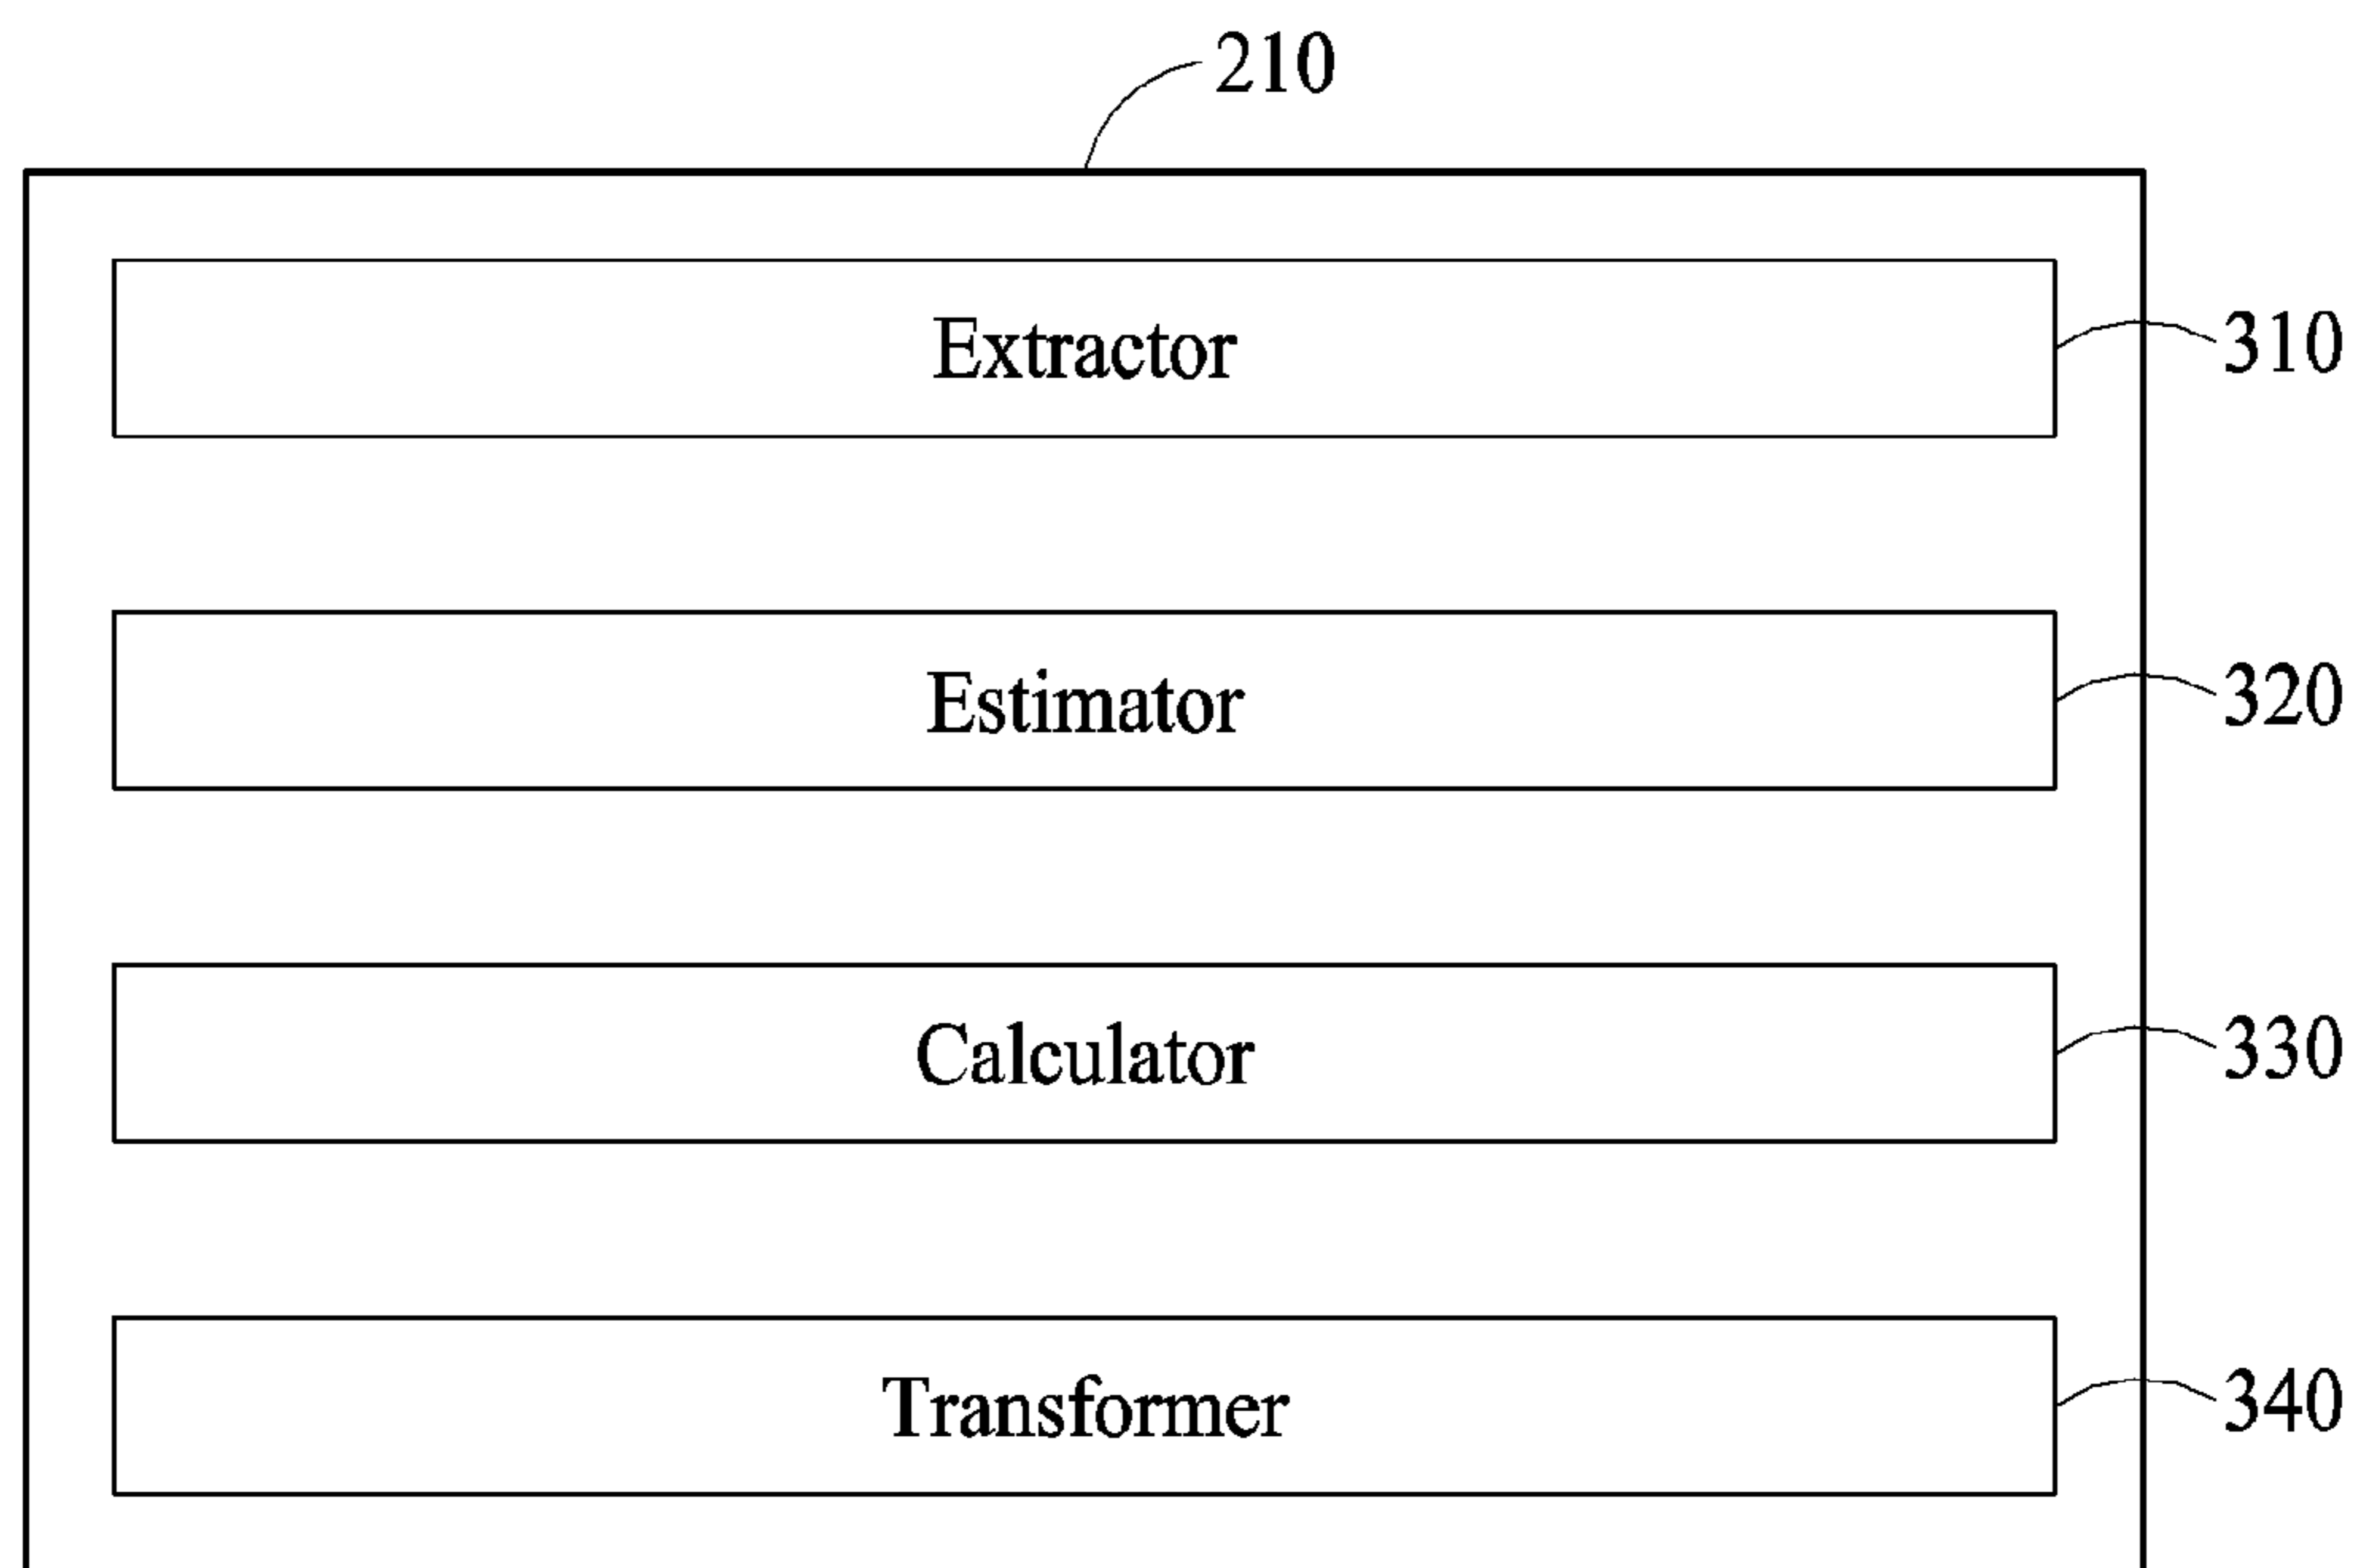 210
Extractor 310
Estimator 320
Calculator 330
Transformer 340